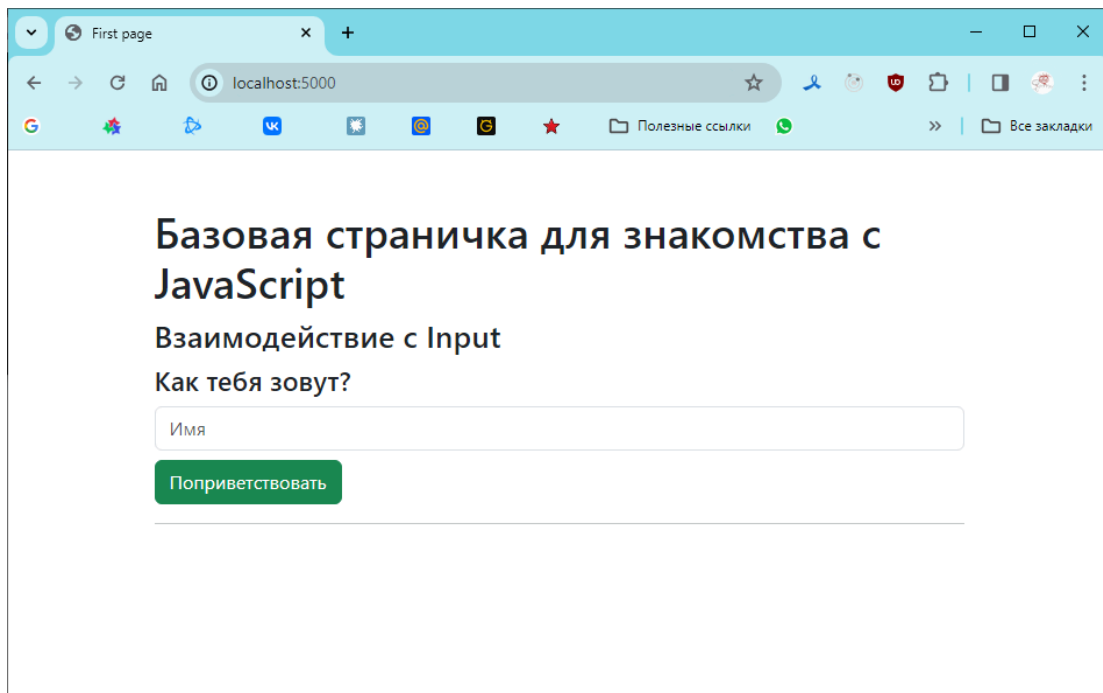 First page
localhost:5000
Полезные ссылки
Все закладки
Базовая страничка для знакомства с
JavaScript
Взаимодействие с Input
Как тебя зовут?
Имя
Поприветствовать